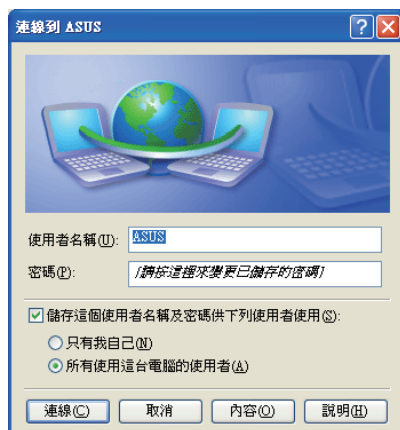 連線到 ASUS
使用者名稱(U): ASUS
密碼(P): [請按這裡來變更已儲存的密碼]
儲存這個使用者名稱及密碼供下列使用者使用(S):
只有我自己(N)
所有使用這台電腦的使用者(A)
連線(C) 取消 內容(O) 說明(H)